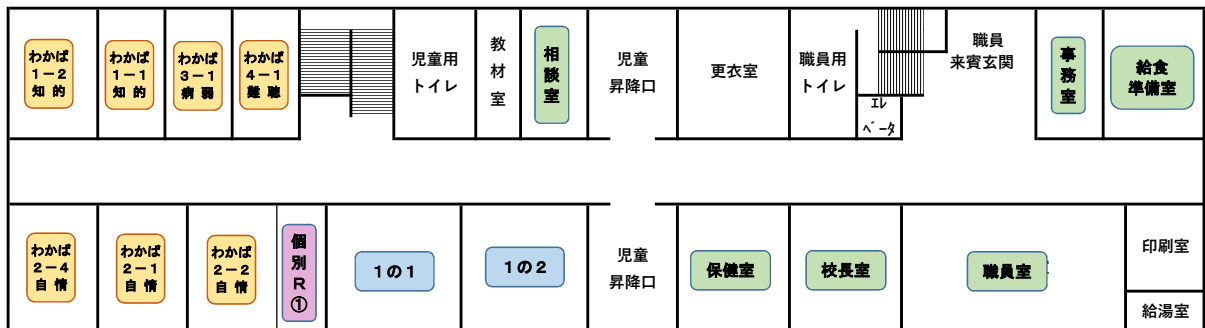 わかば
1－2
知的
わかば
1－1
知的
わかば
3－1
病弱
わかば
4－1
難聴
児童用
トイレ
教
材
室
相
談
室
児童
昇降口
更衣室
職員用
トイレ
エレ
ベータ
職員
来賓玄関
事
務
室
給食
準備室
わかば
2－4
自情
わかば
2－1
自情
わかば
2－2
自情
個
別
R
①
1の1
1の2
児童
昇降口
保健室
校長室
職員室
印刷室
給湯室